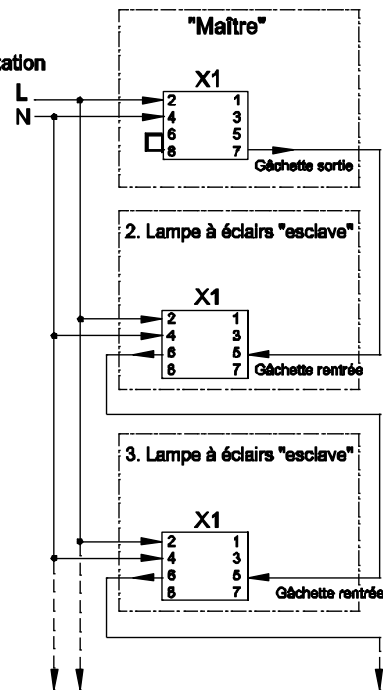 "Maître"
tation
X1
L
2 1
N
4 3
6 5
8 7
Gâchette sortie
2. Lampe à éclairs "esclave"
X1
2 1
4 3
6 5
8 7
Gâchette rentrée
3. Lampe à éclairs "esclave"
X1
2 1
4 3
6 5
8 7
Gâchette rentrée